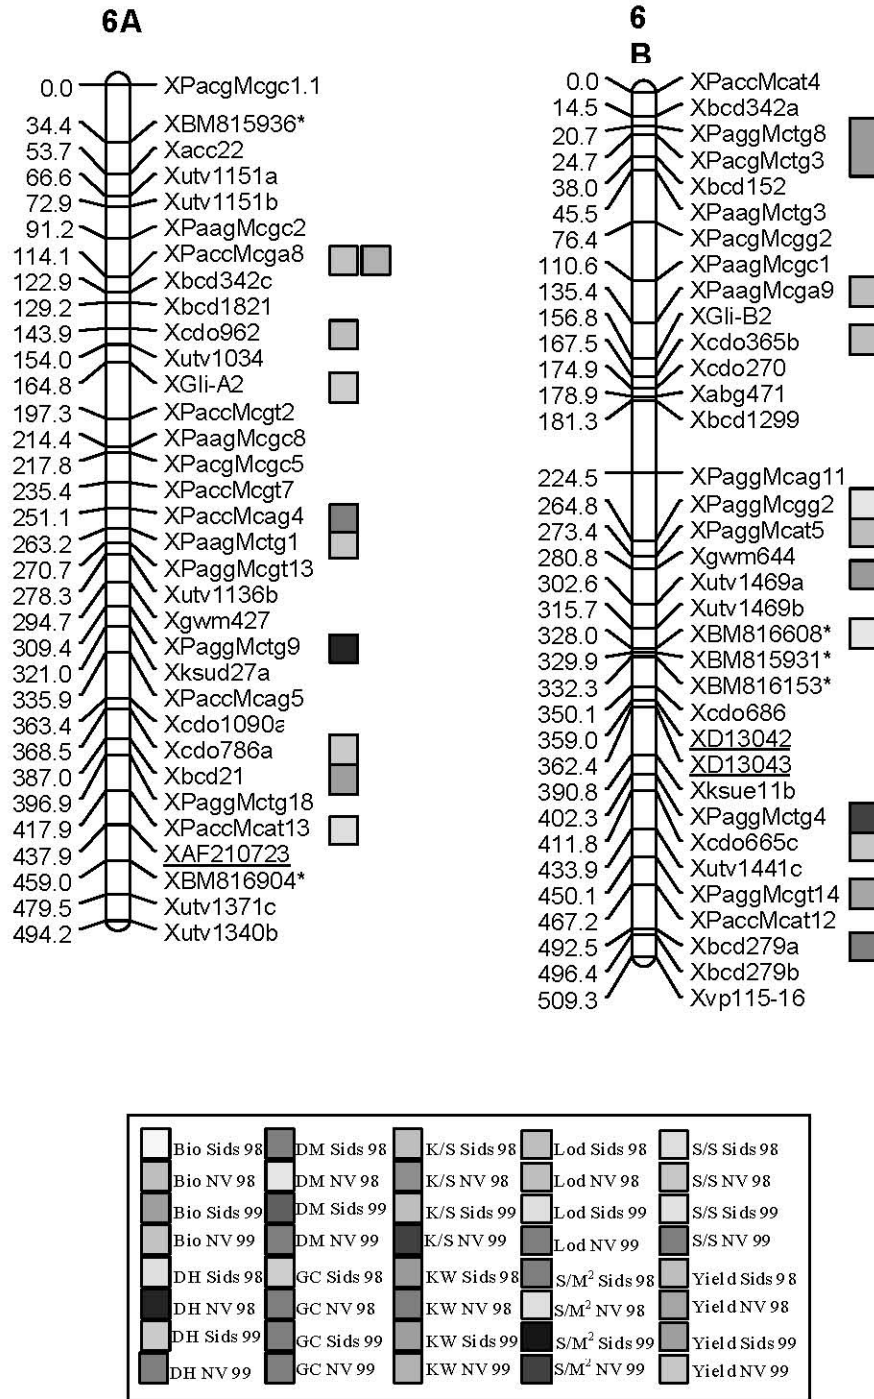 6A
0.0 XPacgMcgc1.1
34.4 XBM815936*
53.7 Xacc22
66.6 Xutv1151a
72.9 Xutv1151b
91.2 XPaagMcgc2
114.1 XPaccMcga8
122.9 Xbcd342c
129.2 Xbcd1821
143.9 Xcdo962
154.0 Xutv1034
164.8 XGli-A2
197.3 XPaccMcgt2
214.4 XPaagMcgc8
217.8 XPacgMcgc5
235.4 XPaccMcgt7
251.1 XPaccMcag4
263.2 XPaagMctg1
270.7 XPaggMcgt13
278.3 Xutv1136b
294.7 Xgwm427
309.4 XPaggMctg9
321.0 Xksud27a
335.9 XPaccMcag5
363.4 Xcdo1090a
368.5 Xcdo786a
387.0 Xbcd21
396.9 XPaggMctg18
417.9 XPaccMcat13
437.9 XAF210723
459.0 XBM816904*
479.5 Xutv1371c
494.2 Xutv1340b
6
B
0.0 XPaccMcat4
14.5 Xbcd342a
20.7 XPaggMctg8
24.7 XPacgMctg3
38.0 Xbcd152
45.5 XPaagMctg3
76.4 XPacgMcgg2
110.6 XPaagMcgc1
135.4 XPaagMcga9
156.8 XGli-B2
167.5 Xcdo365b
174.9 Xcdo270
178.9 Xabg471
181.3 Xbcd1299
224.5 XPaggMcag11
264.8 XPaggMcgg2
273.4 XPaggMcat5
280.8 Xgwm644
302.6 Xutv1469a
315.7 Xutv1469b
328.0 XBM816608*
329.9 XBM815931*
332.3 XBM816153*
350.1 Xcdo686
359.0 XD13042
362.4 XD13043
390.8 Xksue11b
402.3 XPaggMctg4
411.8 Xcdo665c
433.9 Xutv1441c
450.1 XPaggMcgt14
467.2 XPaccMcat12
492.5 Xbcd279a
496.4 Xbcd279b
509.3 Xvp115-16
Bio Sids 98 DM Sids 98 K/S Sids 98 Lod Sids 98 S/S Sids 98
Bio NV 98 DM NV 98 K/S NV 98 Lod NV 98 S/S NV 98
Bio Sids 99 DM Sids 99 K/S Sids 99 Lod Sids 99 S/S Sids 99
Bio NV 99 DM NV 99 K/S NV 99 Lod NV 99 S/S NV 99
DH Sids 98 GC Sids 98 KW Sids 98 S/M² Sids 98 Yield Sids 98
DH NV 98 GC NV 98 KW NV 98 S/M² NV 98 Yield NV 98
DH Sids 99 GC Sids 99 KW Sids 99 S/M² Sids 99 Yield Sids 99
DH NV 99 GC NV 99 KW NV 99 S/M² NV 99 Yield NV 99